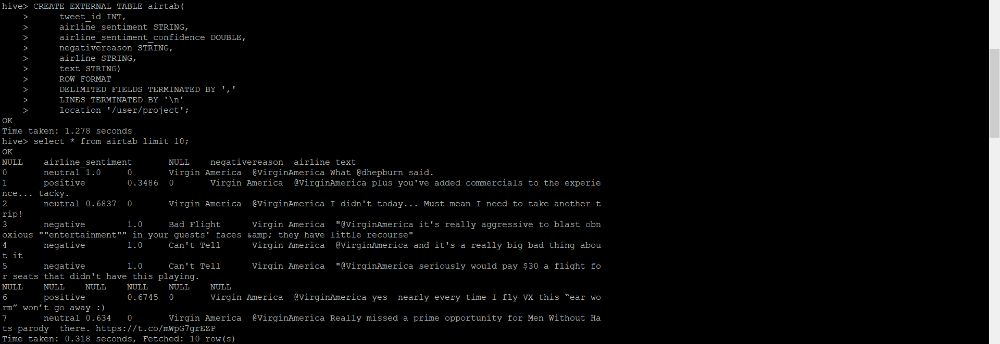 hive> CREATE EXTERNAL TABLE airtab(
    >      tweet_id INT,
    >      airline_sentiment STRING,
    >      airline_sentiment_confidence DOUBLE,
    >      negativereason STRING,
    >      airline STRING,
    >      text STRING)
    >      ROW FORMAT
    >      DELIMITED FIELDS TERMINATED BY ','
    >      LINES TERMINATED BY '\n'
    >      location '/user/project';
OK
Time taken: 1.278 seconds
hive> select * from airtab limit 10;
OK
NULL    airline_sentiment       NULL    negativereason  airline text
0       neutral 1.0     0       Virgin America  @VirginAmerica What @dhepburn said.
1       positive        0.3486  0       Virgin America  @VirginAmerica plus you've added commercials to the experie
nce... tacky.
2       neutral 0.6837  0       Virgin America  @VirginAmerica I didn't today... Must mean I need to take another t
rip!
3       negative        1.0     Bad Flight      Virgin America  "@VirginAmerica it's really aggressive to blast obn
oxious ""entertainment"" in your guests' faces &amp; they have little recourse"
4       negative        1.0     Can't Tell      Virgin America  @VirginAmerica and it's a really big bad thing abou
t it
5       negative        1.0     Can't Tell      Virgin America  "@VirginAmerica seriously would pay $30 a flight fo
r seats that didn't have this playing.
NULL    NULL    NULL    NULL    NULL    NULL
6       positive        0.6745  0       Virgin America  @VirginAmerica yes  nearly every time I fly VX this “ear wo
rm” won’t go away :)
7       neutral 0.634   0       Virgin America  @VirginAmerica Really missed a prime opportunity for Men Without Ha
ts parody  there. https://t.co/mWpG7grEZP
Time taken: 0.318 seconds, Fetched: 10 row(s)